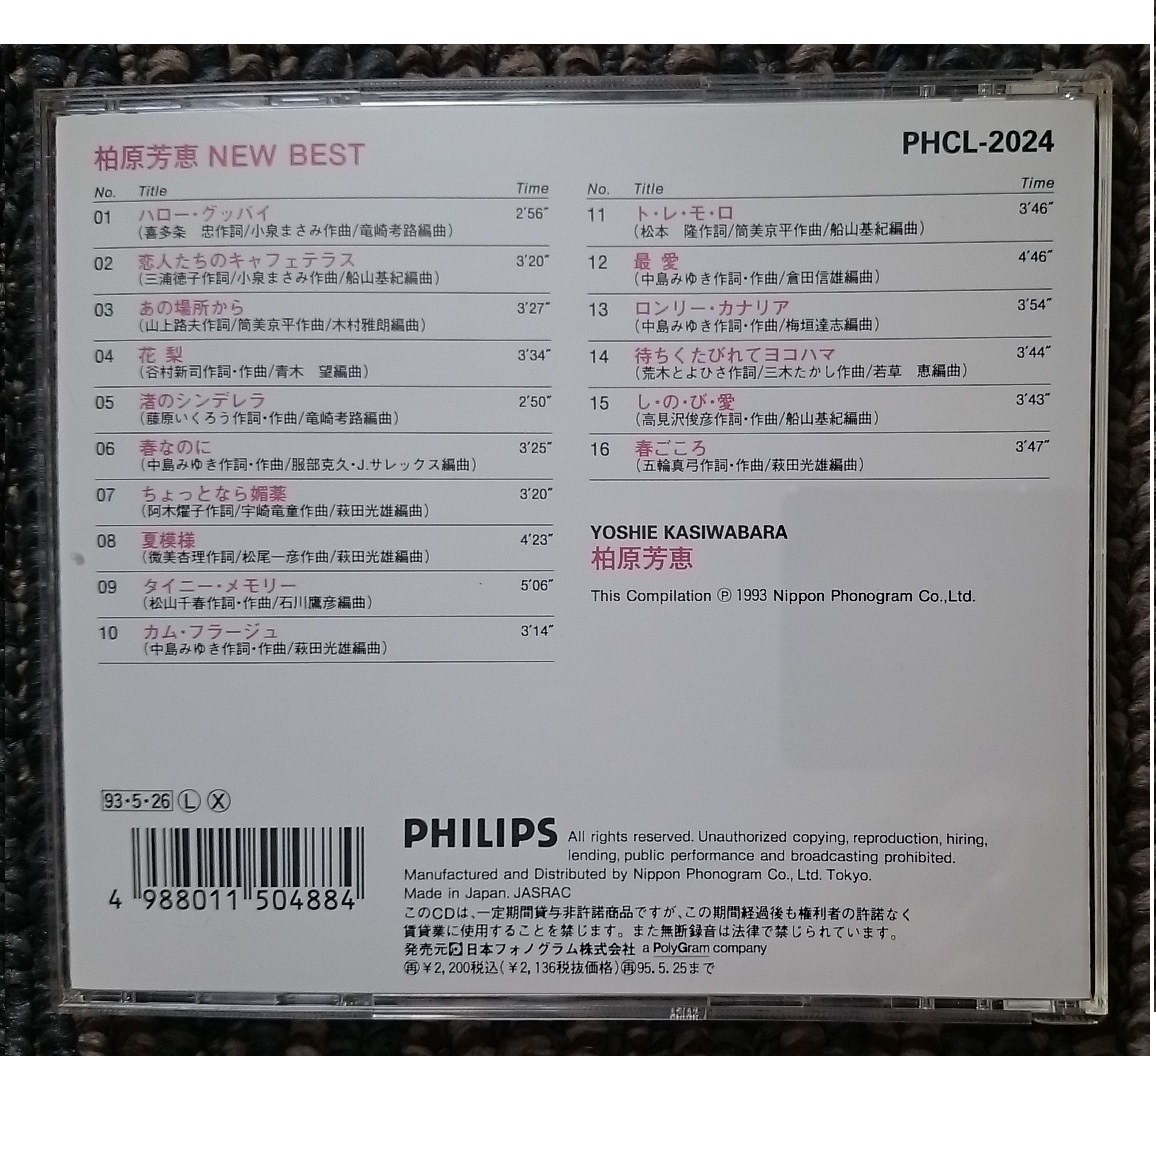 柏原芳恵 NEW BEST
PHCL-2024
No. Title Time
01 ハロー・グッバイ 2′56″
(喜多条 忠作詞/小泉まさみ作曲/竜崎考路編曲)
02 恋人たちのキャフェテラス 3′20″
(三浦徳子作詞/小泉まさみ作曲/船山基紀編曲)
03 あの場所から 3′27″
(山上路夫作詞/筒美京平作曲/木村雅朗編曲)
04 花 梨 3′34″
(谷村新司作詞・作曲/青木 望編曲)
05 渚のシンデレラ 2′50″
(藤原いくろう作詞・作曲/竜崎考路編曲)
06 春なのに 3′25″
(中島みゆき作詞・作曲/服部克久・J.サレックス編曲)
07 ちょっとなら媚薬 3′20″
(阿木燿子作詞/宇崎竜童作曲/萩田光雄編曲)
08 夏模様 4′23″
(微美杏理作詞/松尾一彦作曲/萩田光雄編曲)
09 タイニー・メモリー 5′06″
(松山千春作詞・作曲/石川鷹彦編曲)
10 カム・フラージュ 3′14″
(中島みゆき作詞・作曲/萩田光雄編曲)
No. Title Time
11 ト・レ・モ・ロ 3′46″
(松本 隆作詞/筒美京平作曲/船山基紀編曲)
12 最 愛 4′46″
(中島みゆき作詞・作曲/倉田信雄編曲)
13 ロンリー・カナリア 3′54″
(中島みゆき作詞・作曲/梅垣達志編曲)
14 待ちくたびれてヨコハマ 3′44″
(荒木とよひさ作詞/三木たかし作曲/若草 恵編曲)
15 し・の・び・愛 3′43″
(高見沢俊彦作詞・作曲/船山基紀編曲)
16 春ごころ 3′47″
(五輪真弓作詞・作曲/萩田光雄編曲)
YOSHIE KASIWABARA
柏原芳恵
This Compilation Ⓟ 1993 Nippon Phonogram Co.,Ltd.
93・5・26 Ⓛ Ⓧ
4 988011 504884
PHILIPS All rights reserved. Unauthorized copying, reproduction, hiring,
lending, public performance and broadcasting prohibited.
Manufactured and Distributed by Nippon Phonogram Co., Ltd. Tokyo.
Made in Japan. JASRAC
このCDは、一定期間貸与非許諾商品ですが、この期間経過後も権利者の許諾なく
賃貸業に使用することを禁じます。また無断録音は法律で禁じられています。
発売元 日本フォノグラム株式会社 a PolyGram company
㊢¥2,200税込(¥2,136税抜価格)㊢95.5.25まで